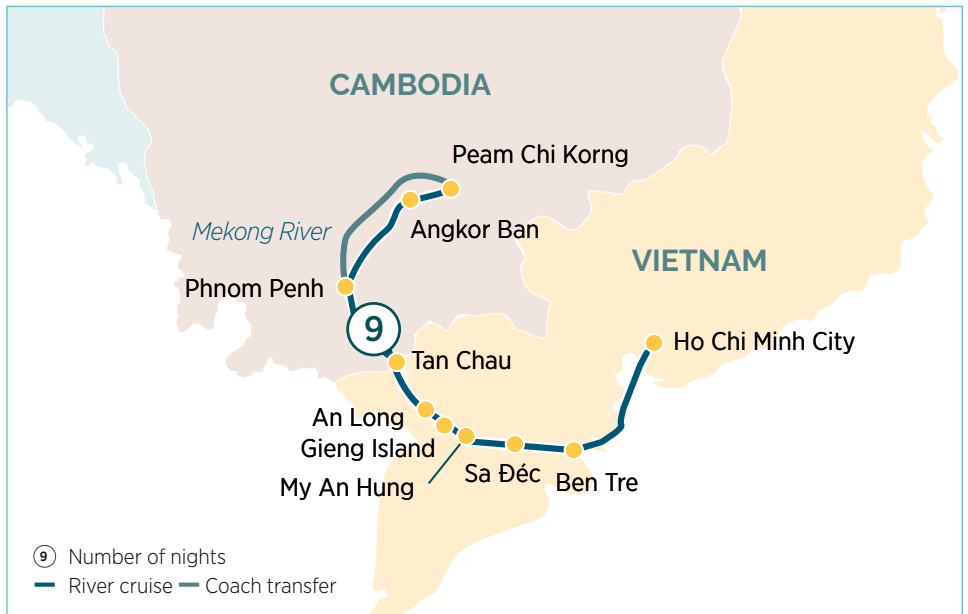 CAMBODIA
Peam Chi Korng
Mekong River
Angkor Ban
VIETNAM
Phnom Penh
9
Ho Chi Minh City
Tan Chau
An Long
Gieng Island
Sa Déc
Ben Tre
My An Hung
9 Number of nights
River cruise Coach transfer